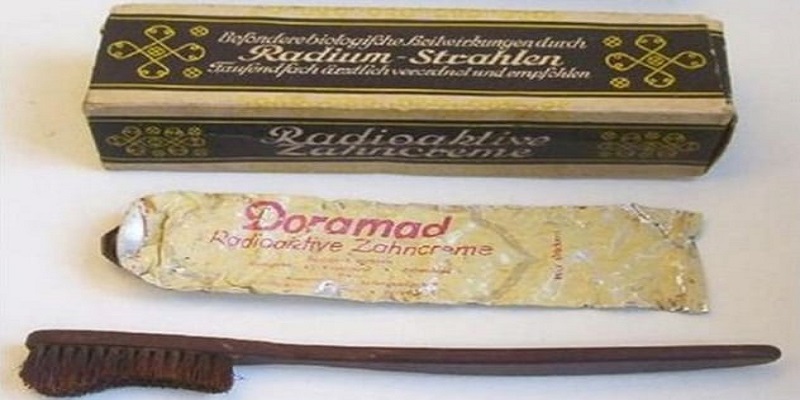 Besondere biologische Heilwirkungen durch
Radium-Strahlen
Tausendfach ärztlich verordnet und empfohlen
Radioaktive
Zahncreme
Doramad
Radioaktive Zahncreme